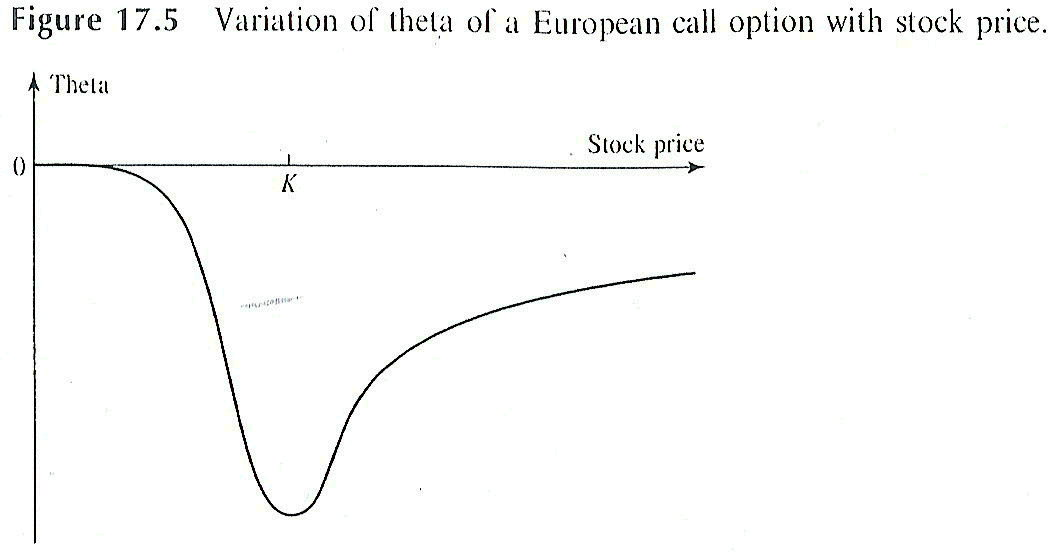 Figure 17.5 Variation of theta of a European call option with stock price.
Theta
Stock price
0
K